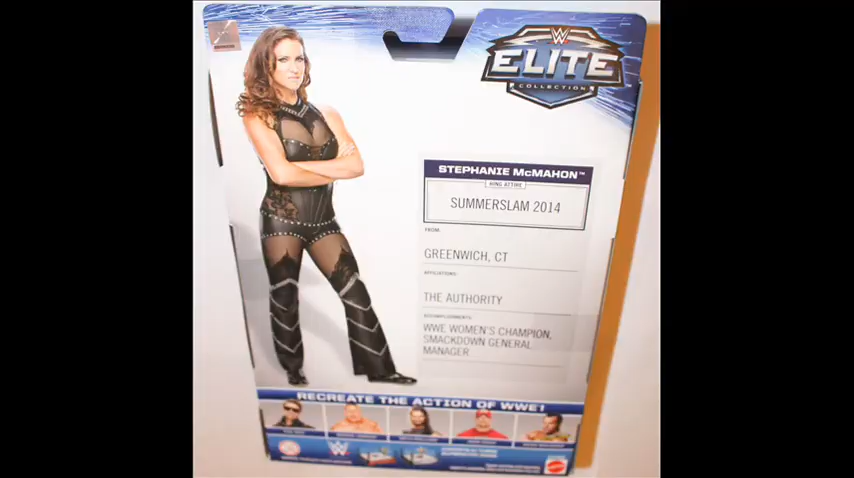 W
ELITE
COLLECTION
STEPHANIE McMAHON™
RING ATTIRE
SUMMERSLAM 2014
FROM:
GREENWICH, CT
AFFILIATIONS:
THE AUTHORITY
ACCOMPLISHMENTS:
WWE WOMEN'S CHAMPION,
SMACKDOWN GENERAL
MANAGER
RECREATE THE ACTION OF WWE!
W
MATTEL